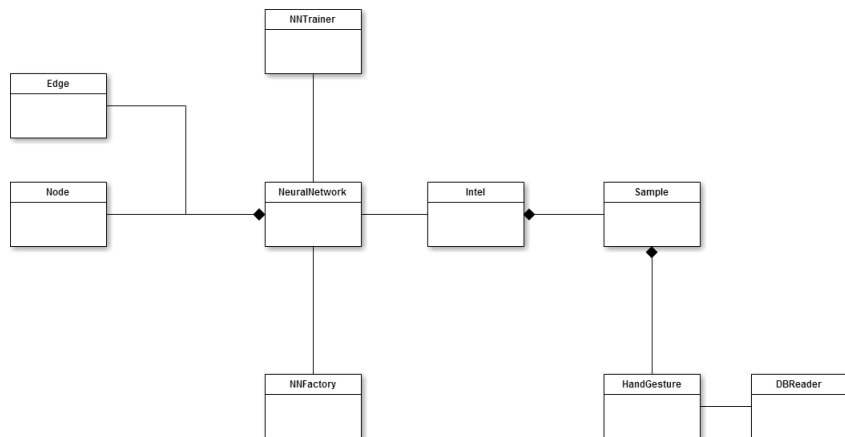 NNTrainer
Edge
Node
NeuralNetwork
Intel
Sample
NNFactory
HandGesture
DBReader